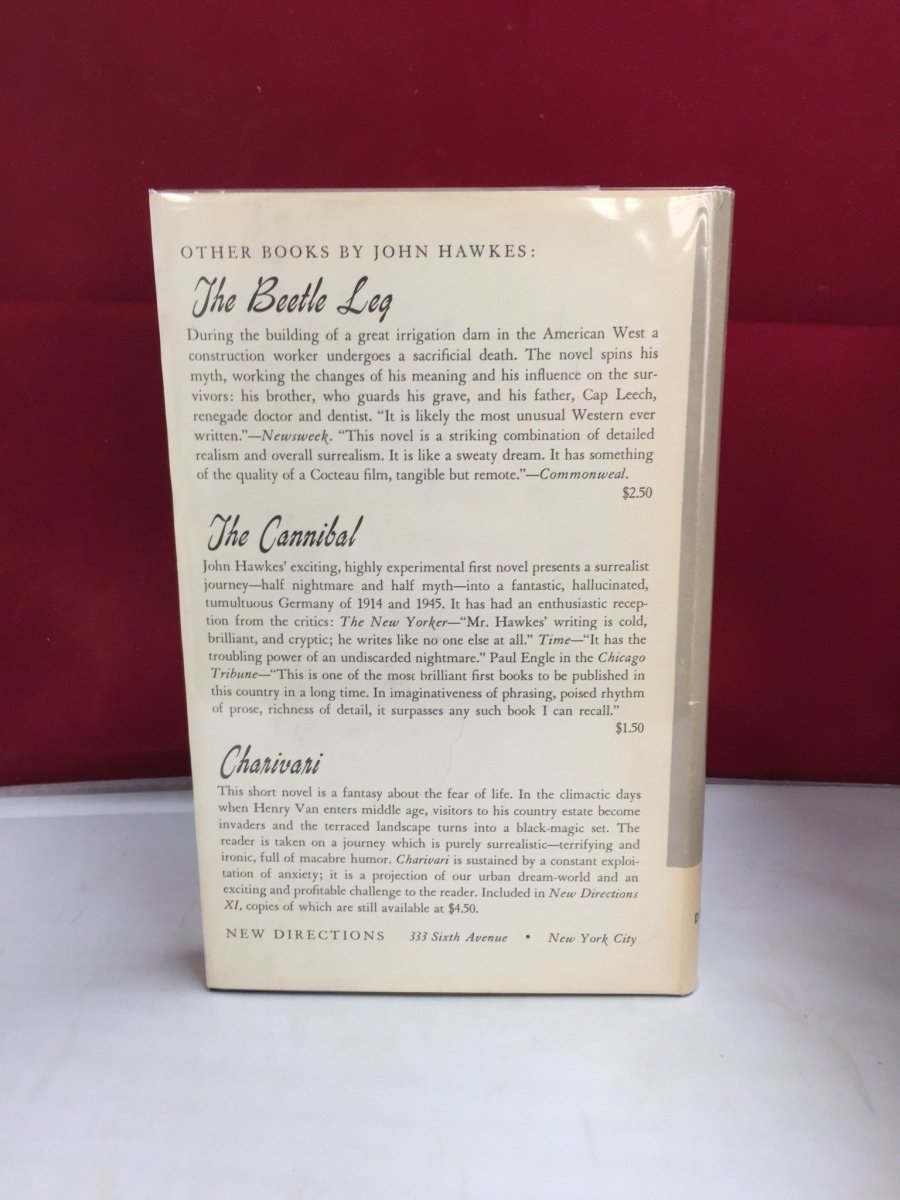 OTHER BOOKS BY JOHN HAWKES:
The Beetle Leg
During the building of a great irrigation dam in the American West a
construction worker undergoes a sacrificial death. The novel spins his
myth, working the changes of his meaning and his influence on the sur-
vivors: his brother, who guards his grave, and his father, Cap Leech,
renegade doctor and dentist. “It is likely the most unusual Western ever
written.”—Newsweek. “This novel is a striking combination of detailed
realism and overall surrealism. It is like a sweaty dream. It has something
of the quality of a Cocteau film, tangible but remote.”—Commonweal.
$2.50
The Cannibal
John Hawkes’ exciting, highly experimental first novel presents a surrealist
journey—half nightmare and half myth—into a fantastic, hallucinated,
tumultuous Germany of 1914 and 1945. It has had an enthusiastic recep-
tion from the critics: The New Yorker—“Mr. Hawkes’ writing is cold,
brilliant, and cryptic; he writes like no one else at all.” Time—“It has the
troubling power of an undiscarded nightmare.” Paul Engle in the Chicago
Tribune—“This is one of the most brilliant first books to be published in
this country in a long time. In imaginativeness of phrasing, poised rhythm
of prose, richness of detail, it surpasses any such book I can recall.”
$1.50
Charivari
This short novel is a fantasy about the fear of life. In the climactic days
when Henry Van enters middle age, visitors to his country estate become
invaders and the terraced landscape turns into a black-magic set. The
reader is taken on a journey which is purely surrealistic—terrifying and
ironic, full of macabre humor. Charivari is sustained by a constant exploi-
tation of anxiety; it is a projection of our urban dream-world and an
exciting and profitable challenge to the reader. Included in New Directions
XI, copies of which are still available at $4.50.
NEW DIRECTIONS 333 Sixth Avenue • New York City